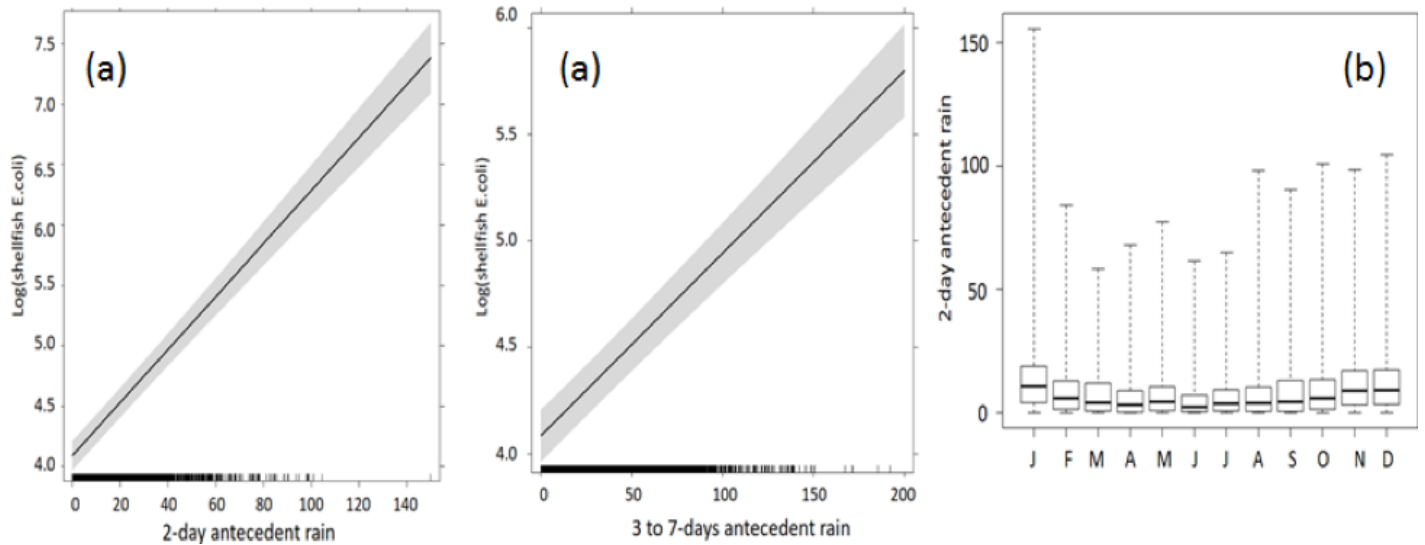 (a)
Log(shellfish E.coli)
7.5
7.0
6.5
6.0
5.5
5.0
4.5
4.0
0 20 40 60 80 100 120 140
2-day antecedent rain
(a)
Log(shellfish E.coli)
6.0
5.5
5.0
4.5
4.0
0 50 100 150 200
3 to 7-days antecedent rain
(b)
2-day antecedent rain
150
100
50
0
J F M A M J J A S O N D